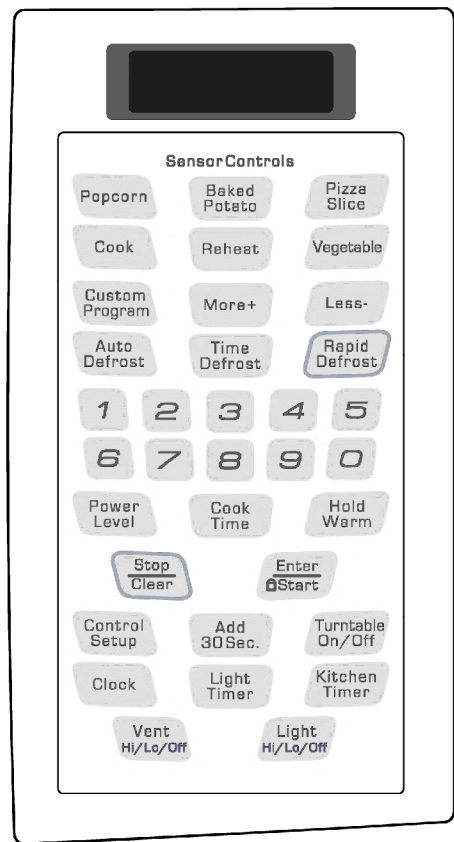 Sensor Controls
Popcorn
Baked
Potato
Pizza
Slice
Cook
Reheat
Vegetable
Custom
Program
More+
Less-
Auto
Defrost
Time
Defrost
Rapid
Defrost
1 2 3 4 5
6 7 8 9 0
Power
Level
Cook
Time
Hold
Warm
Stop
Clear
Enter
Start
Control
Setup
Add
30 Sec.
Turntable
On/Off
Clock
Light
Timer
Kitchen
Timer
Vent
Hi/Lo/Off
Light
Hi/Lo/Off